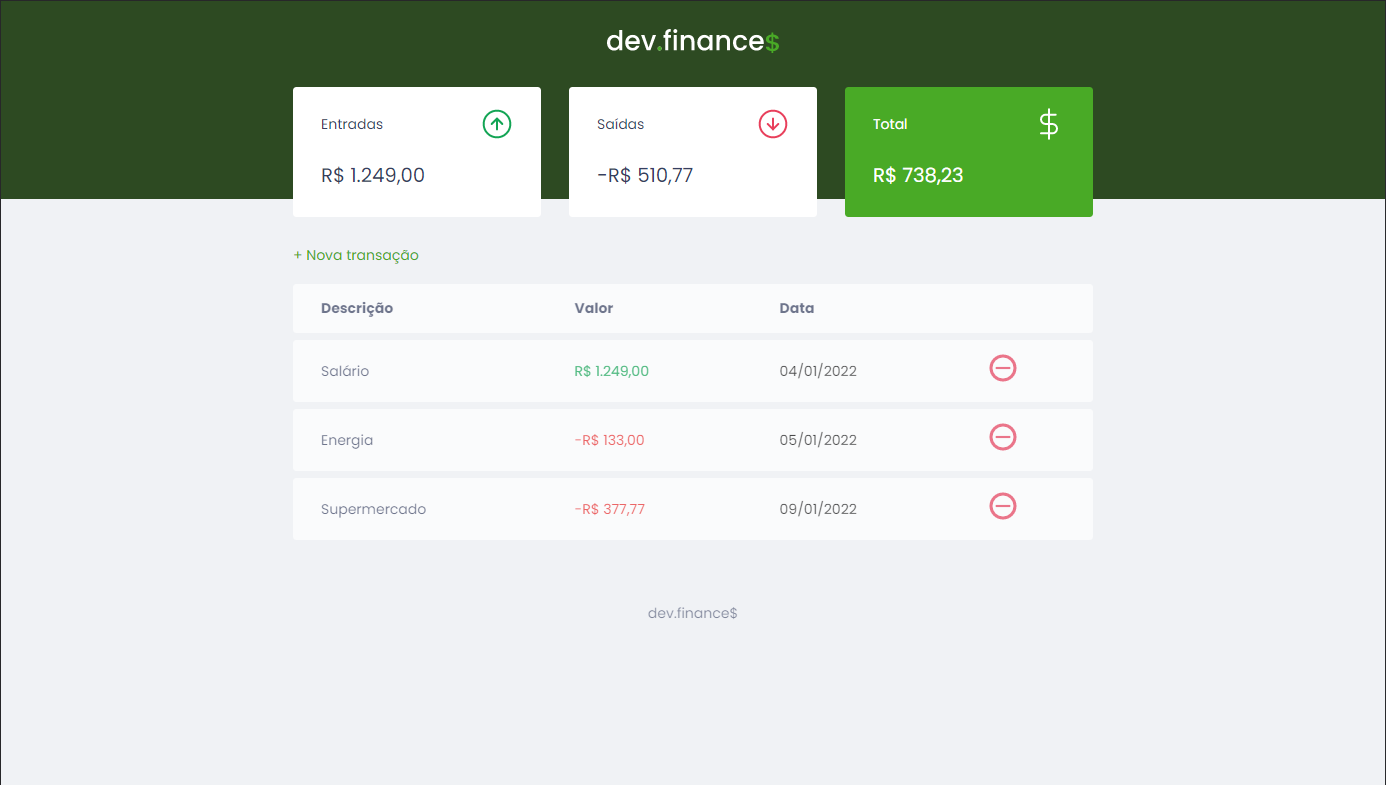 dev.finance$
Entradas
R$ 1.249,00
Saídas
-R$ 510,77
Total
R$ 738,23
+ Nova transação
Descrição Valor Data
Salário R$ 1.249,00 04/01/2022
Energia -R$ 133,00 05/01/2022
Supermercado -R$ 377,77 09/01/2022
dev.finance$